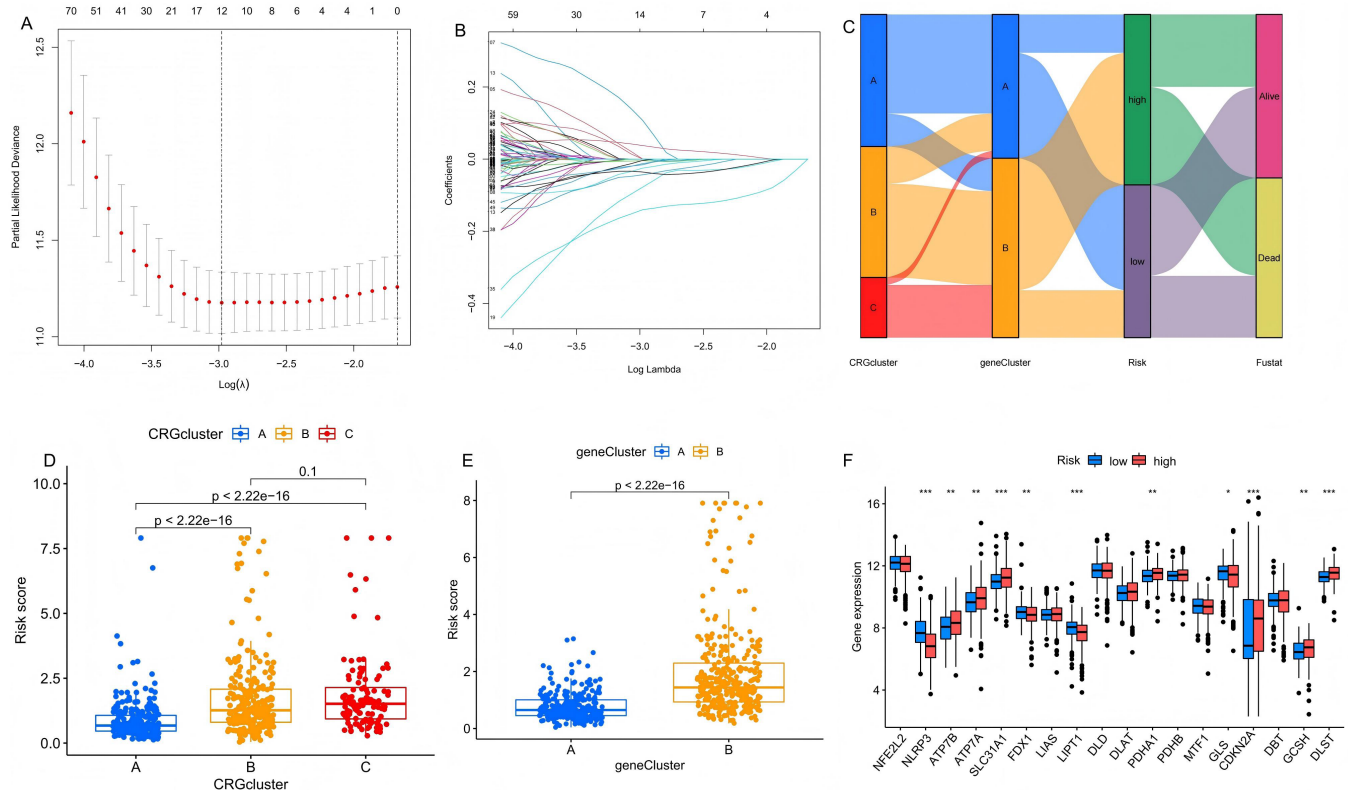 A
70 51 41 30 21 17 12 10 8 6 4 4 1 0
Partial Likelihood Deviance
12.5
12.0
11.5
11.0
−4.0 −3.5 −3.0 −2.5 −2.0
Log(λ)
B
59 30 14 7 4
Coefficients
0.2
0.0
−0.2
−0.4
−4.0 −3.5 −3.0 −2.5 −2.0
Log Lambda
C
A
B
C
A
B
high
low
Alive
Dead
CRGcluster geneCluster Risk Fustat
D
CRGcluster A B C
Risk score
10.0
7.5
5.0
2.5
0.0
0.1
p < 2.22e−16
p < 2.22e−16
A B C
CRGcluster
E
geneCluster A B
Risk score
8
6
4
2
0
p < 2.22e−16
A B
geneCluster
F
Risk low high
Gene expression
16
12
8
4
*** ** ** *** ** *** ** * *** ** ***
NFE2L2
NLRP3
ATP7B
ATP7A
SLC31A1
FDX1
LIAS
LIPT1
DLD
DLAT
PDHA1
PDHB
MTF1
GLS
CDKN2A
DBT
GCSH
DLST